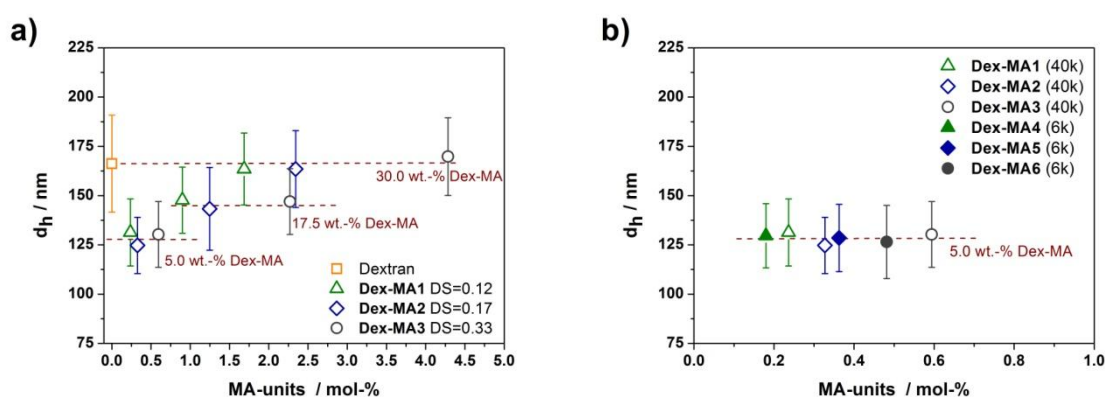 a)
225
200
175
150
125
100
75
d_h / nm
30.0 wt.-% Dex-MA
17.5 wt.-% Dex-MA
5.0 wt.-% Dex-MA
Dextran
Dex-MA1 DS=0.12
Dex-MA2 DS=0.17
Dex-MA3 DS=0.33
0.0 0.5 1.0 1.5 2.0 2.5 3.0 3.5 4.0 4.5 5.0
MA-units / mol-%
b)
225
200
175
150
125
100
75
d_h / nm
Dex-MA1 (40k)
Dex-MA2 (40k)
Dex-MA3 (40k)
Dex-MA4 (6k)
Dex-MA5 (6k)
Dex-MA6 (6k)
5.0 wt.-% Dex-MA
0.0 0.2 0.4 0.6 0.8 1.0
MA-units / mol-%